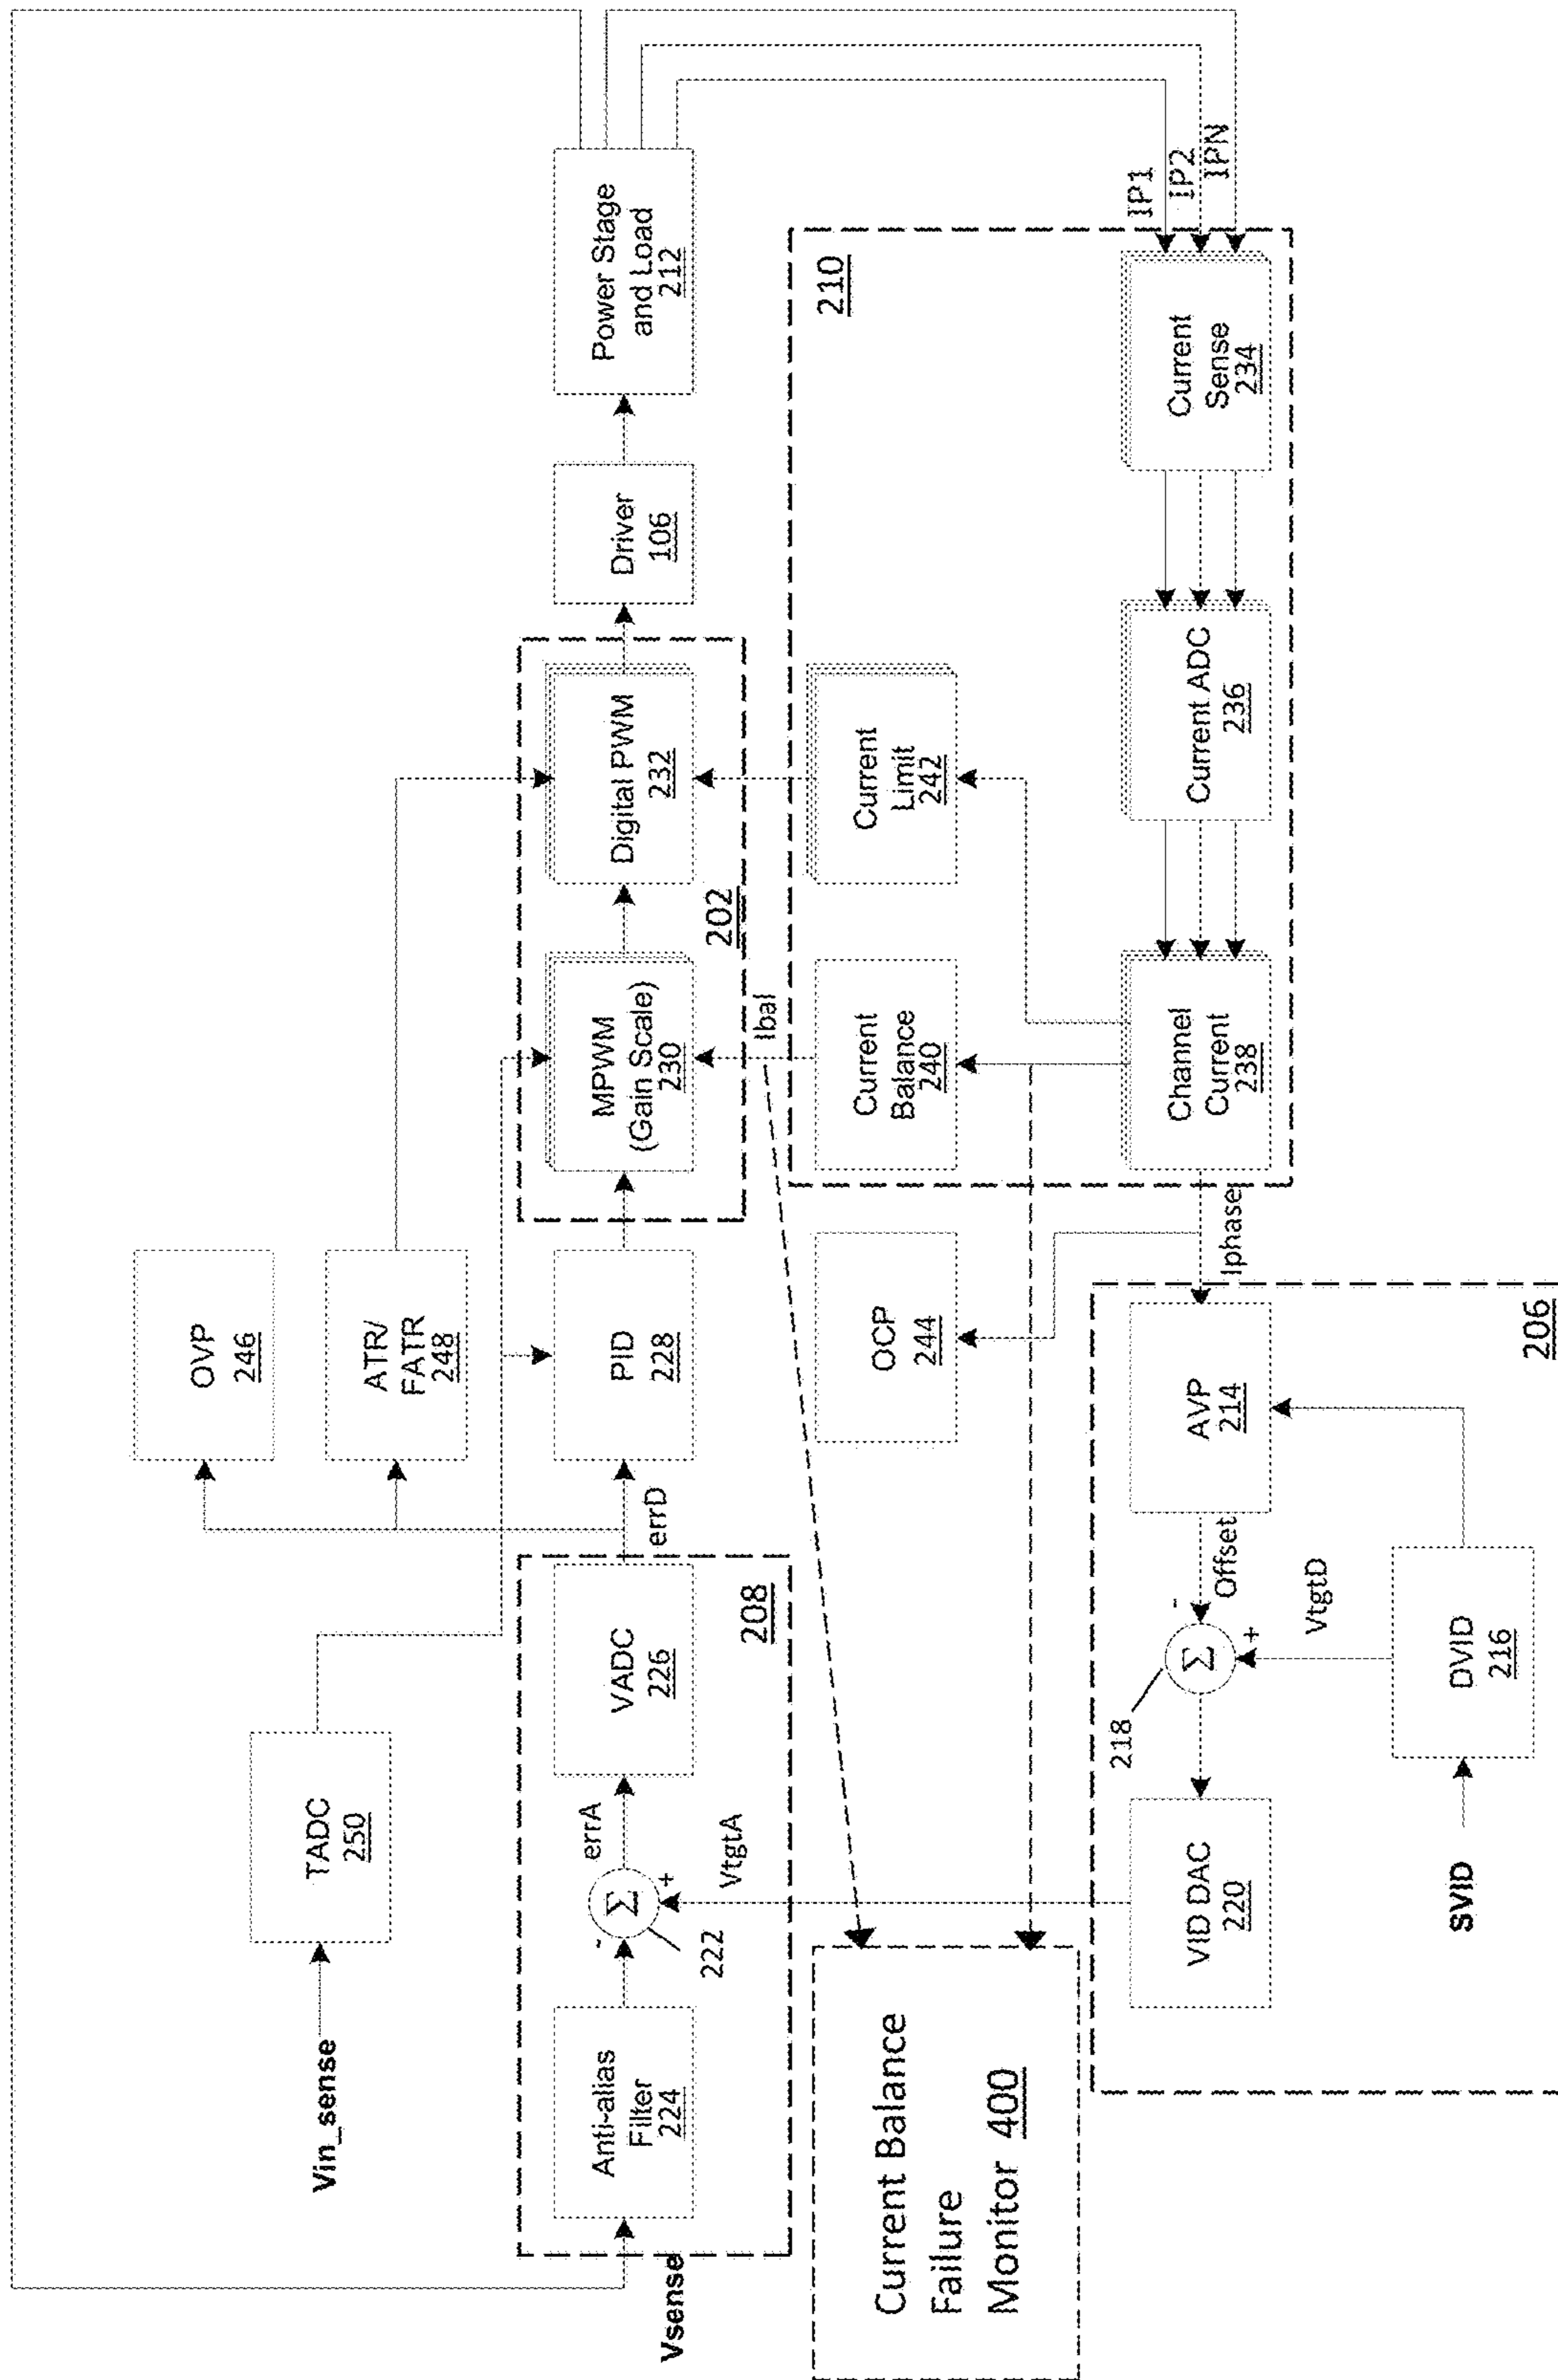 Vin_sense
TADC
250
OVP
246
ATR/
FATR
248
Vsense
Anti-alias
Filter
224
-
Σ
+
222
errA
VtgtA
VADC
226
208
errD
PID
228
MPWM
(Gain Scale)
230
Digital PWM
232
202
Driver
106
Power Stage
and Load
212
Ibal
Current Balance
Failure
Monitor 400
OCP
244
Current
Balance
240
Current
Limit
242
210
Channel
Current
238
Current ADC
236
Current
Sense
234
IP1
IP2
IPN
Iphase
VID DAC
220
218
Σ
-
+
Offset
VtgtD
AVP
214
SVID
DVID
216
206